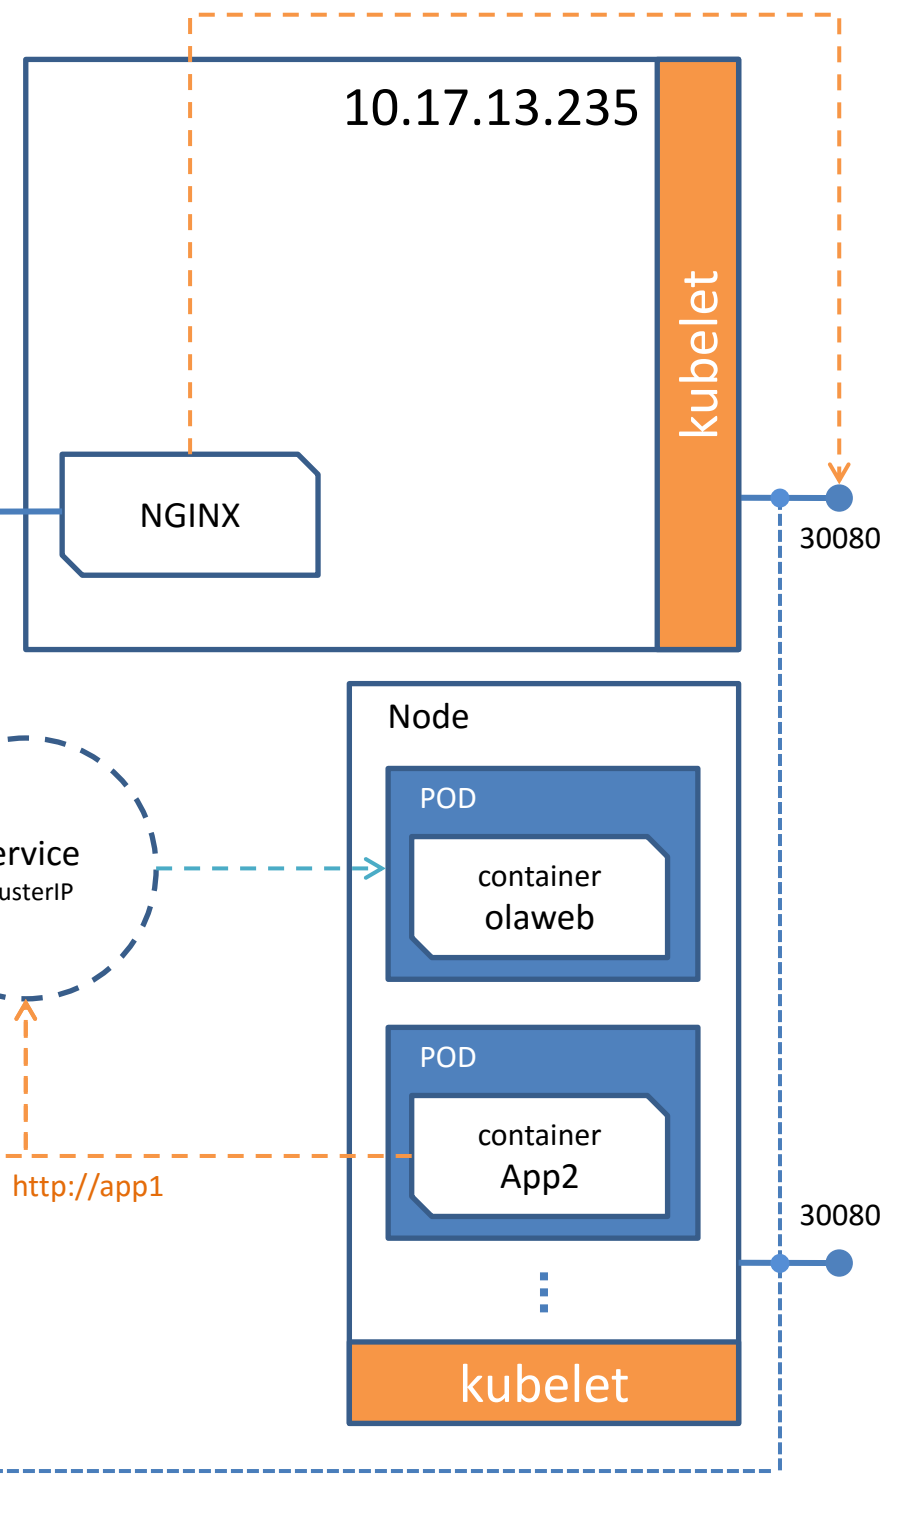 10.17.13.235
kubelet
NGINX
30080
Node
POD
container
olaweb
ervice
usterIP
POD
container
App2
http://app1
30080
kubelet